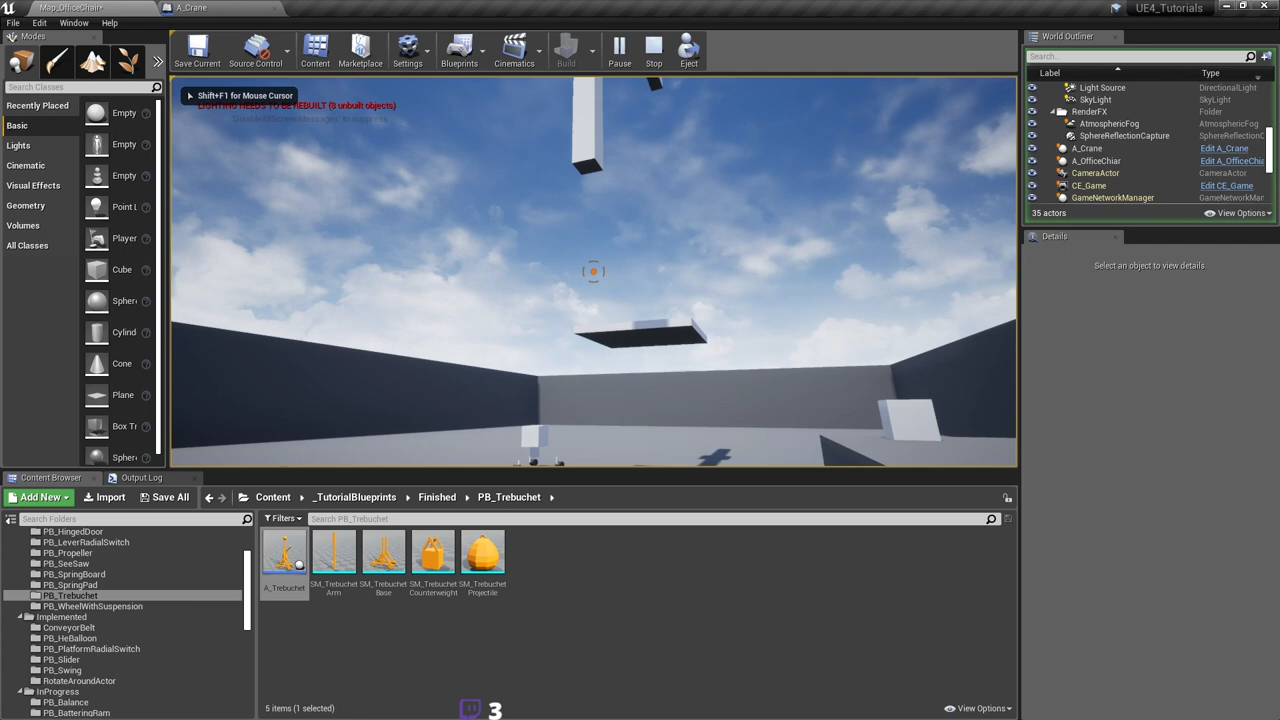 Map_OfficeChair*
A_Crane
UE4_Tutorials
File Edit Window Help
Modes
Search Classes
Recently Placed
Basic
Lights
Cinematic
Visual Effects
Geometry
Volumes
All Classes
Empty
Empty
Empty
Point L
Player
Cube
Spher
Cylind
Cone
Plane
Box Tr
Spher
Save Current
Source Control
Content
Marketplace
Settings
Blueprints
Cinematics
Build
Pause
Stop
Eject
Shift+F1 for Mouse Cursor
LIGHTING NEEDS TO BE REBUILT (8 unbuilt objects)
'DisableAllScreenMessages' to suppress
World Outliner
Search...
Label Type
Light Source DirectionalLight
SkyLight SkyLight
RenderFX Folder
AtmosphericFog AtmosphericFog
SphereReflectionCapture SphereReflectionC
A_Crane Edit A_Crane
A_OfficeChiar Edit A_OfficeChia
CameraActor CameraActor
CE_Game Edit CE_Game
GameNetworkManager GameNetworkMan
35 actors View Options
Details
Select an object to view details
Content Browser
Output Log
Add New Import Save All Content _TutorialBlueprints Finished PB_Trebuchet
Search Folders
Filters Search PB_Trebuchet
PB_HingedDoor
PB_LeverRadialSwitch
PB_Propeller
PB_SeeSaw
PB_SpringBoard
PB_SpringPad
PB_Trebuchet
PB_WheelWithSuspension
Implemented
ConveyorBelt
PB_HeBalloon
PB_PlatformRadialSwitch
PB_Slider
PB_Swing
RotateAroundActor
InProgress
PB_Balance
PB_BatteringRam
A_Trebuchet
SM_Trebuchet
Arm
SM_Trebuchet
Base
SM_Trebuchet
Counterweight
SM_Trebuchet
Projectile
5 items (1 selected)
3
View Options